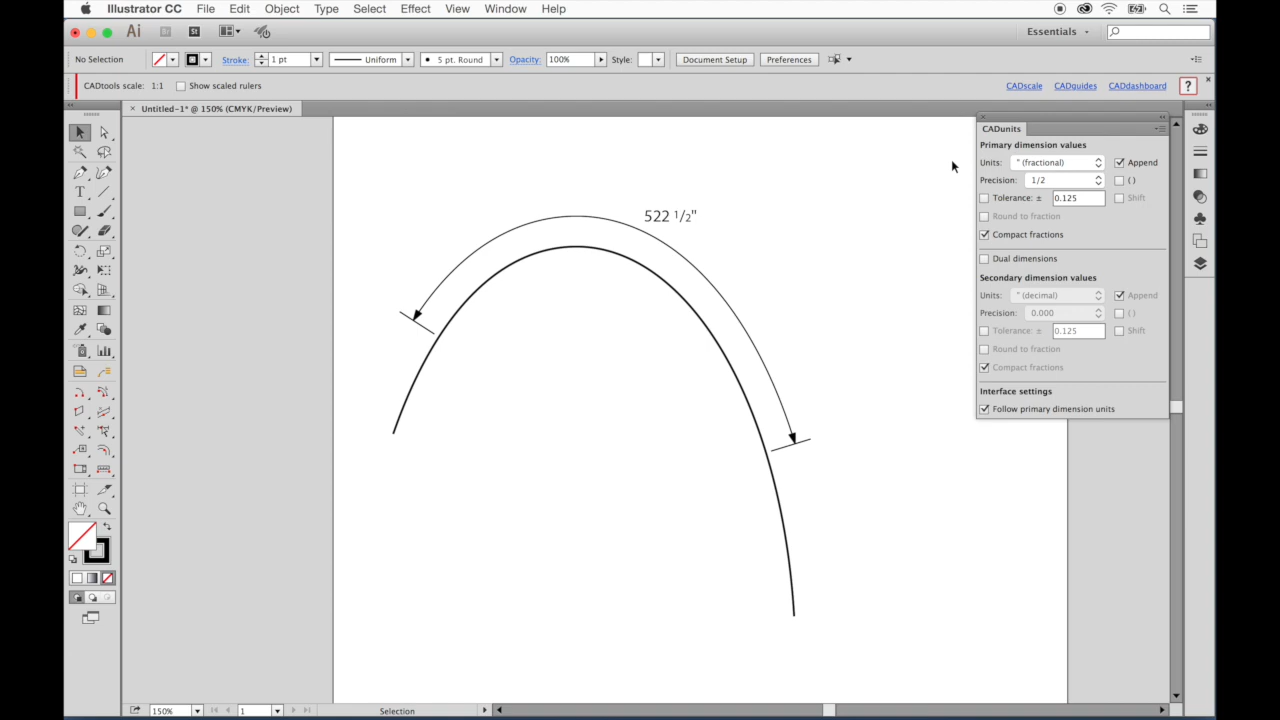 Illustrator CC File Edit Object Type Select Effect View Window Help
Ai Br St Essentials
No Selection Stroke: 1 pt Uniform 5 pt. Round Opacity: 100% Style: Document Setup Preferences
CADtools scale: 1:1 Show scaled rulers CADscale CADguides CADdashboard ?
× Untitled-1* @ 150% (CMYK/Preview)
CADunits
Primary dimension values
Units: " (fractional) Append
Precision: 1/2 ( )
Tolerance: ± 0.125 Shift
Round to fraction
Compact fractions
Dual dimensions
Secondary dimension values
Units: " (decimal) Append
Precision: 0.000 ( )
Tolerance: ± 0.125 Shift
Round to fraction
Compact fractions
Interface settings
Follow primary dimension units
522 1/2"
150% 1 Selection